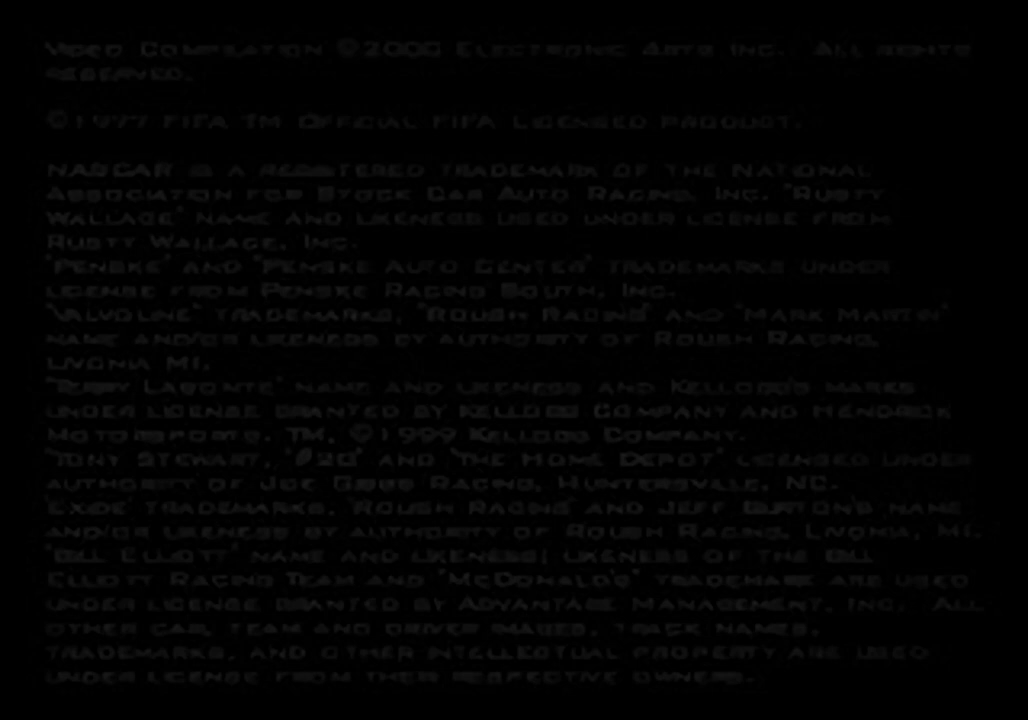 VIDEO COMPILATION ©2000 ELECTRONIC ARTS INC. ALL RIGHTS
RESERVED.
©1997 FIFA TM OFFICIAL FIFA LICENSED PRODUCT.
NASCAR IS A REGISTERED TRADEMARK OF THE NATIONAL
ASSOCIATION FOR STOCK CAR AUTO RACING, INC. "RUSTY
WALLACE" NAME AND LIKENESS USED UNDER LICENSE FROM
RUSTY WALLACE, INC.
"PENSKE" AND "PENSKE AUTO CENTER" TRADEMARKS UNDER
LICENSE FROM PENSKE RACING SOUTH, INC.
"VALVOLINE" TRADEMARKS, "ROUSH RACING" AND "MARK MARTIN"
NAME AND/OR LIKENESS BY AUTHORITY OF ROUSH RACING,
LIVONIA MI.
"TERRY LABONTE" NAME AND LIKENESS AND KELLOGG'S MARKS
UNDER LICENSE GRANTED BY KELLOGG COMPANY AND HENDRICK
MOTORSPORTS. TM, ©1999 KELLOGG COMPANY.
"TONY STEWART, "#20" AND "THE HOME DEPOT" LICENSED UNDER
AUTHORITY OF JOE GIBBS RACING, HUNTERSVILLE, NC.
"EXIDE" TRADEMARKS, "ROUSH RACING" AND JEFF BURTON'S NAME
AND/OR LIKENESS BY AUTHORITY OF ROUSH RACING, LIVONIA, MI.
"BILL ELLIOTT" NAME AND LIKENESS; LIKENESS OF THE BILL
ELLIOTT RACING TEAM AND "MCDONALD'S" TRADEMARK ARE USED
UNDER LICENSE GRANTED BY ADVANTAGE MANAGEMENT, INC. ALL
OTHER CAR, TEAM AND DRIVER IMAGES, TRACK NAMES,
TRADEMARKS, AND OTHER INTELLECTUAL PROPERTY ARE USED
UNDER LICENSE FROM THEIR RESPECTIVE OWNERS.